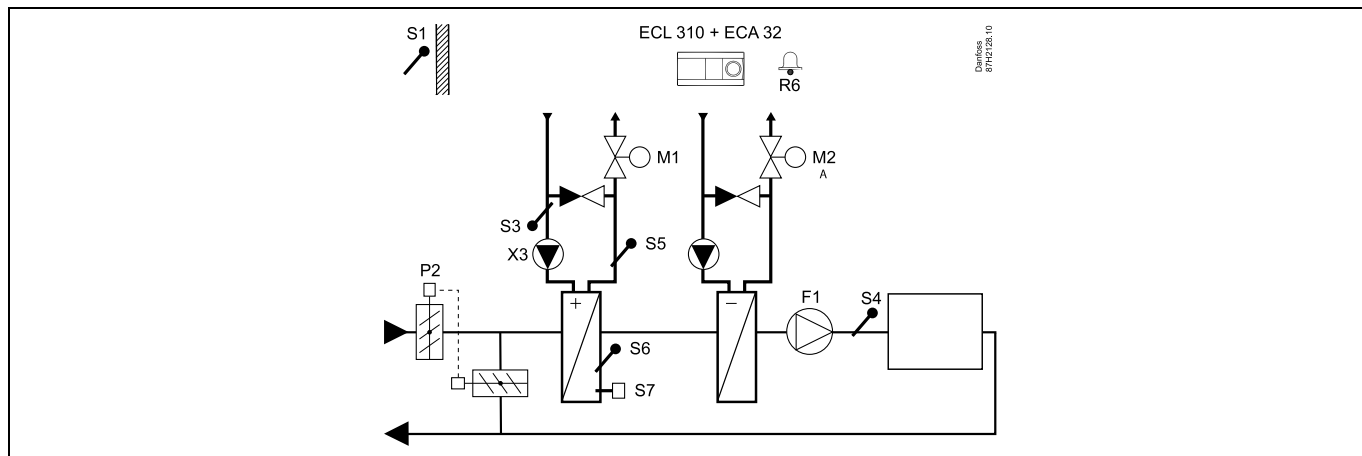 S1
ECL 310 + ECA 32
R6
Danfoss
87H2128.10
M1
M2
A
S3
X3
S5
P2
+
−
F1
S4
S6
S7